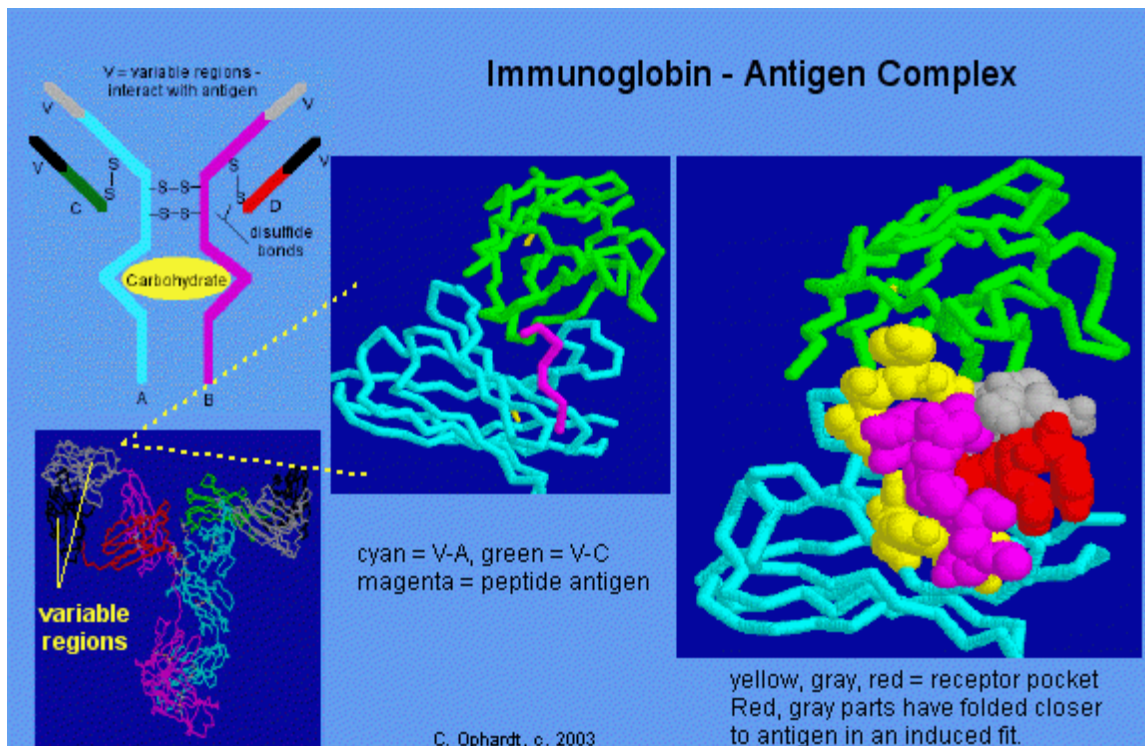 Immunoglobin - Antigen Complex
V = variable regions -
interact with antigen
V
V
V
V
S
S
S
S
-S-S-
-S-S-
C
D
disulfide
bonds
Carbohydrate
A
B
variable
regions
cyan = V-A, green = V-C
magenta = peptide antigen
yellow, gray, red = receptor pocket
Red, gray parts have folded closer
to antigen in an induced fit.
C. Ophardt, c. 2003